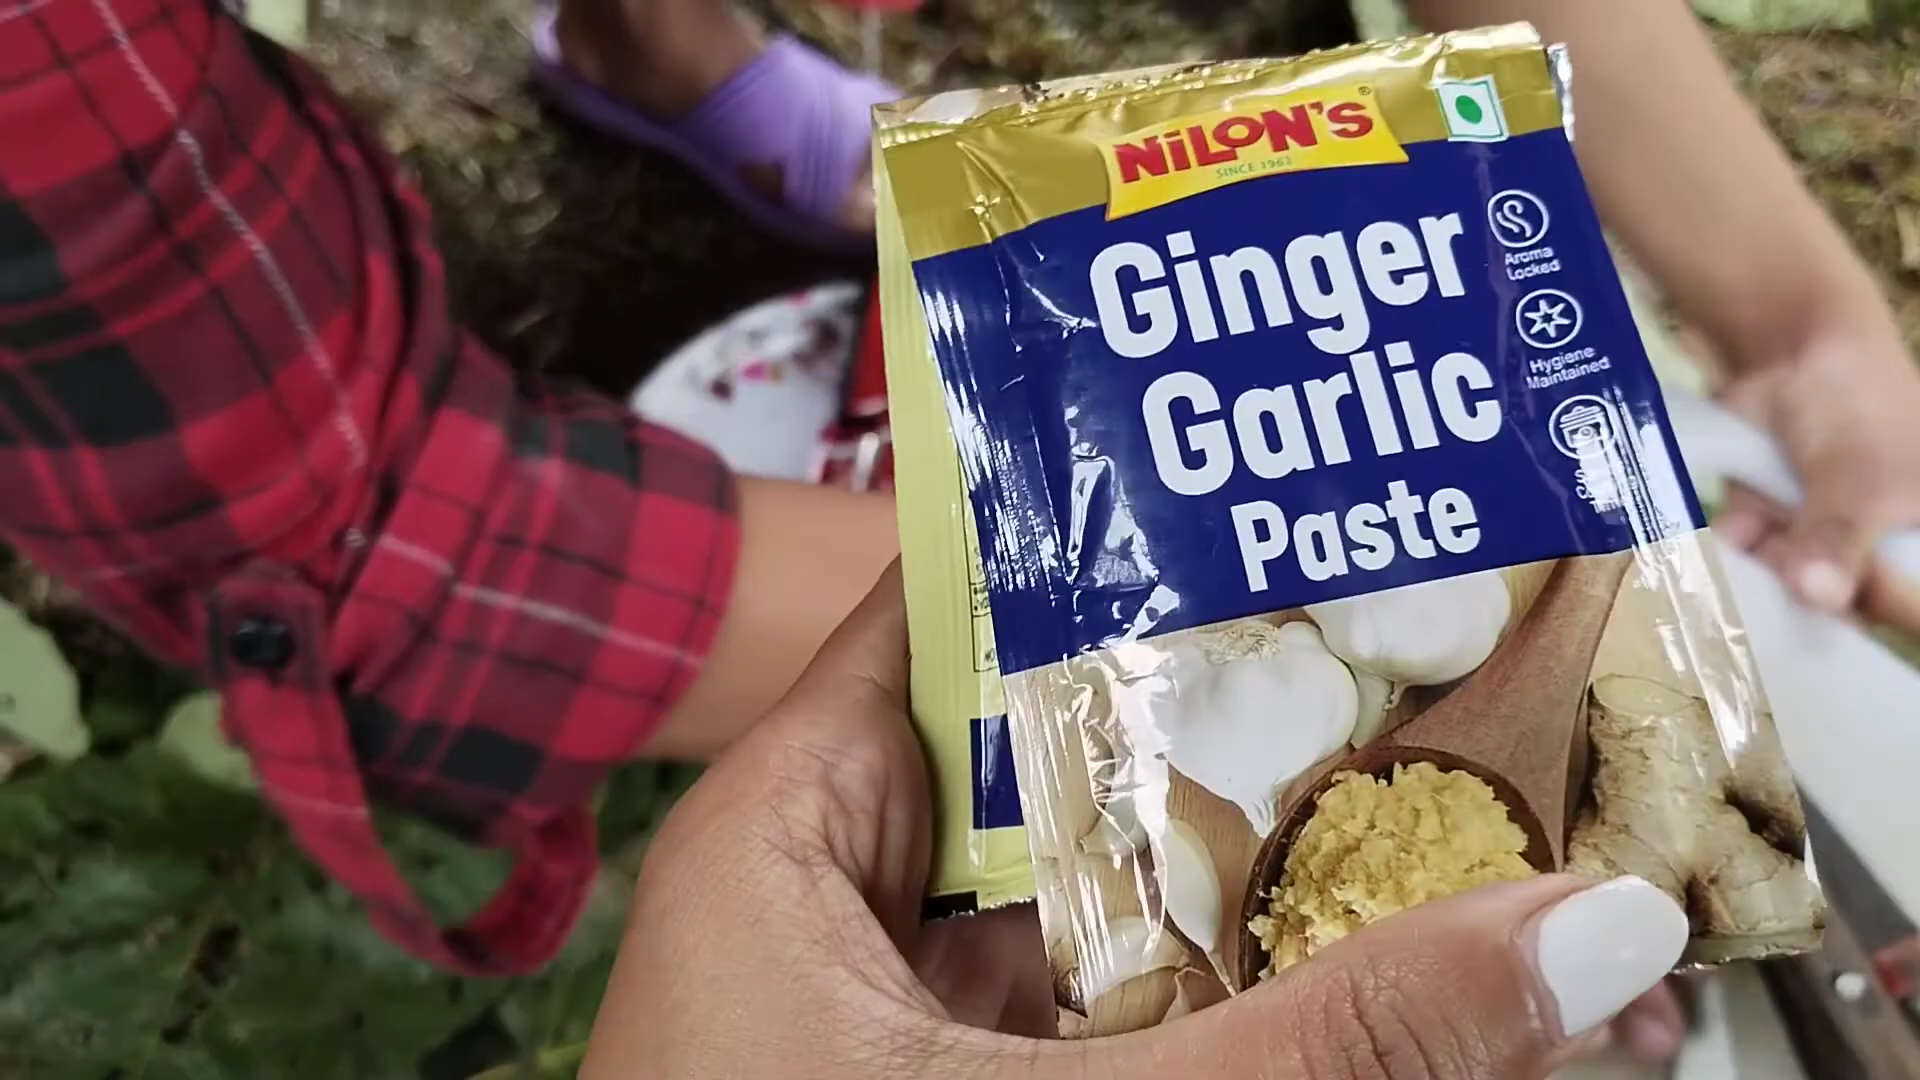 NiLON'S®
SINCE 1962
Ginger
Garlic
Paste
Aroma
Locked
Hygiene
Maintained